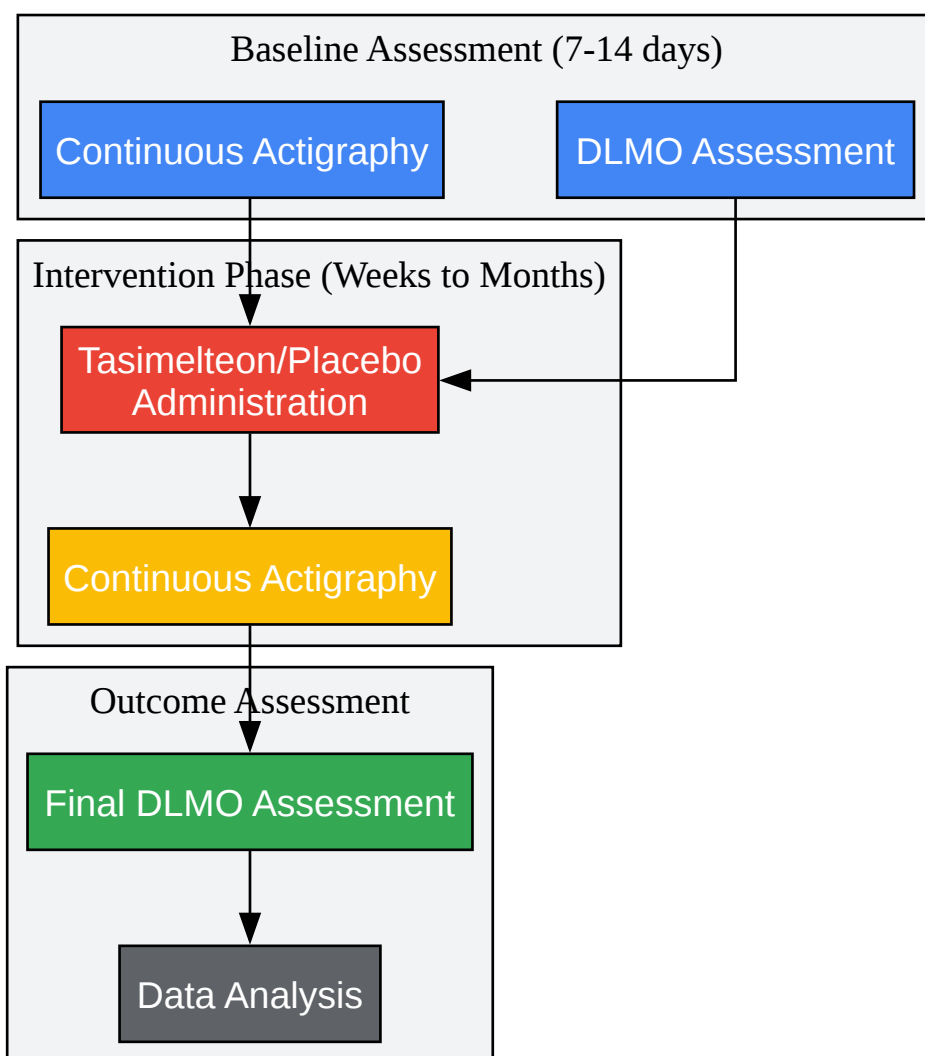 Baseline Assessment (7-14 days)
Continuous Actigraphy
DLMO Assessment
Intervention Phase (Weeks to Months)
Tasimelteon/Placebo
Administration
Continuous Actigraphy
Outcome Assessment
Final DLMO Assessment
Data Analysis